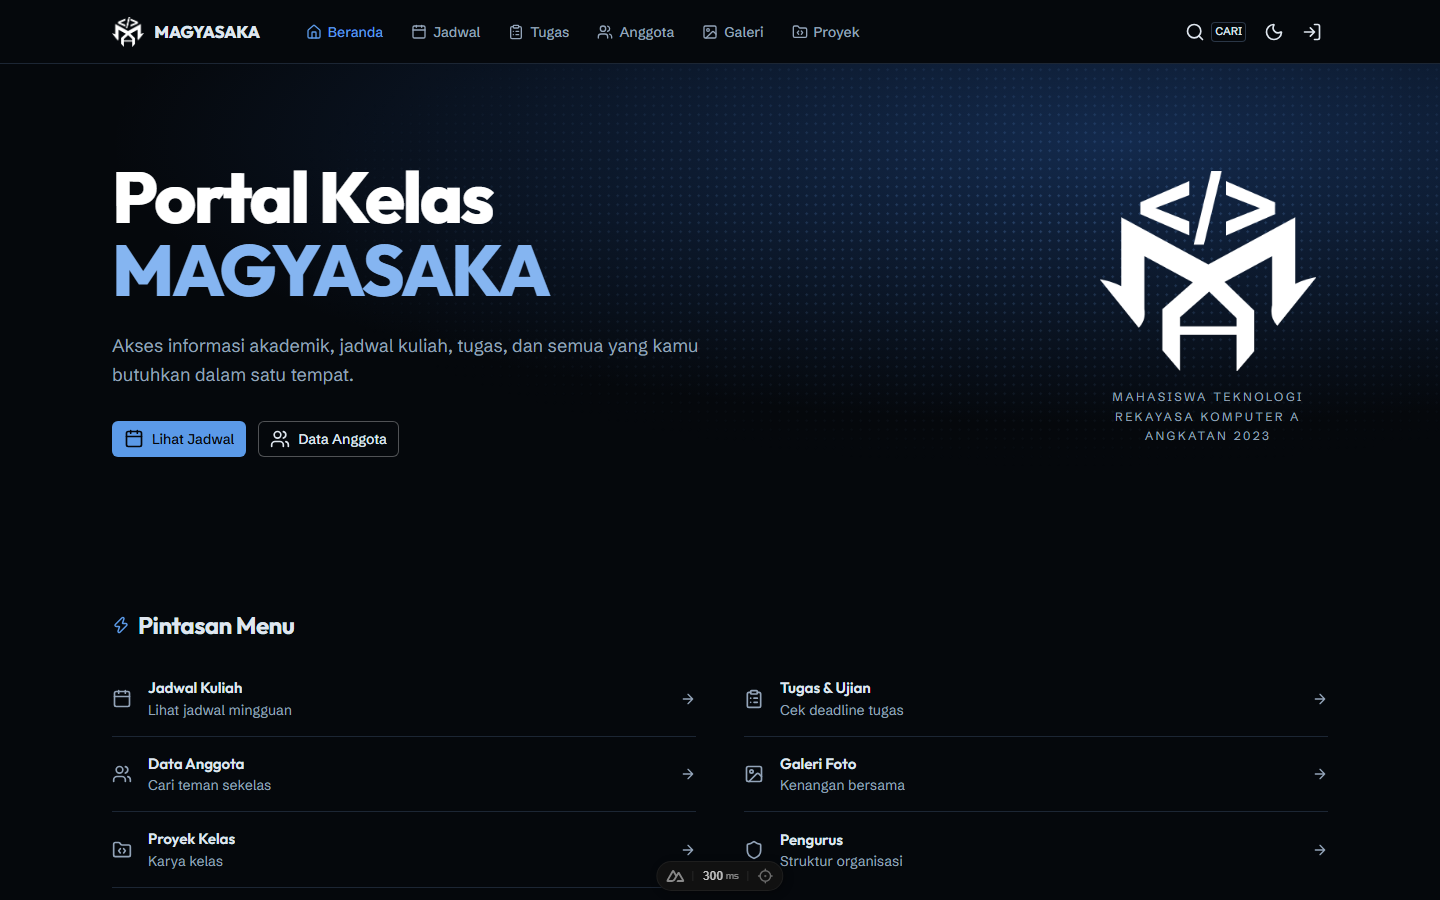 MAGYASAKA
Beranda
Jadwal
Tugas
Anggota
Galeri
Proyek
CARI
Portal Kelas
MAGYASAKA
Akses informasi akademik, jadwal kuliah, tugas, dan semua yang kamu
butuhkan dalam satu tempat.
Lihat Jadwal
Data Anggota
</>
MAHASISWA TEKNOLOGI
REKAYASA KOMPUTER A
ANGKATAN 2023
Pintasan Menu
Jadwal Kuliah
Lihat jadwal mingguan
Tugas & Ujian
Cek deadline tugas
Data Anggota
Cari teman sekelas
Galeri Foto
Kenangan bersama
Proyek Kelas
Karya kelas
Pengurus
Struktur organisasi
300 ms